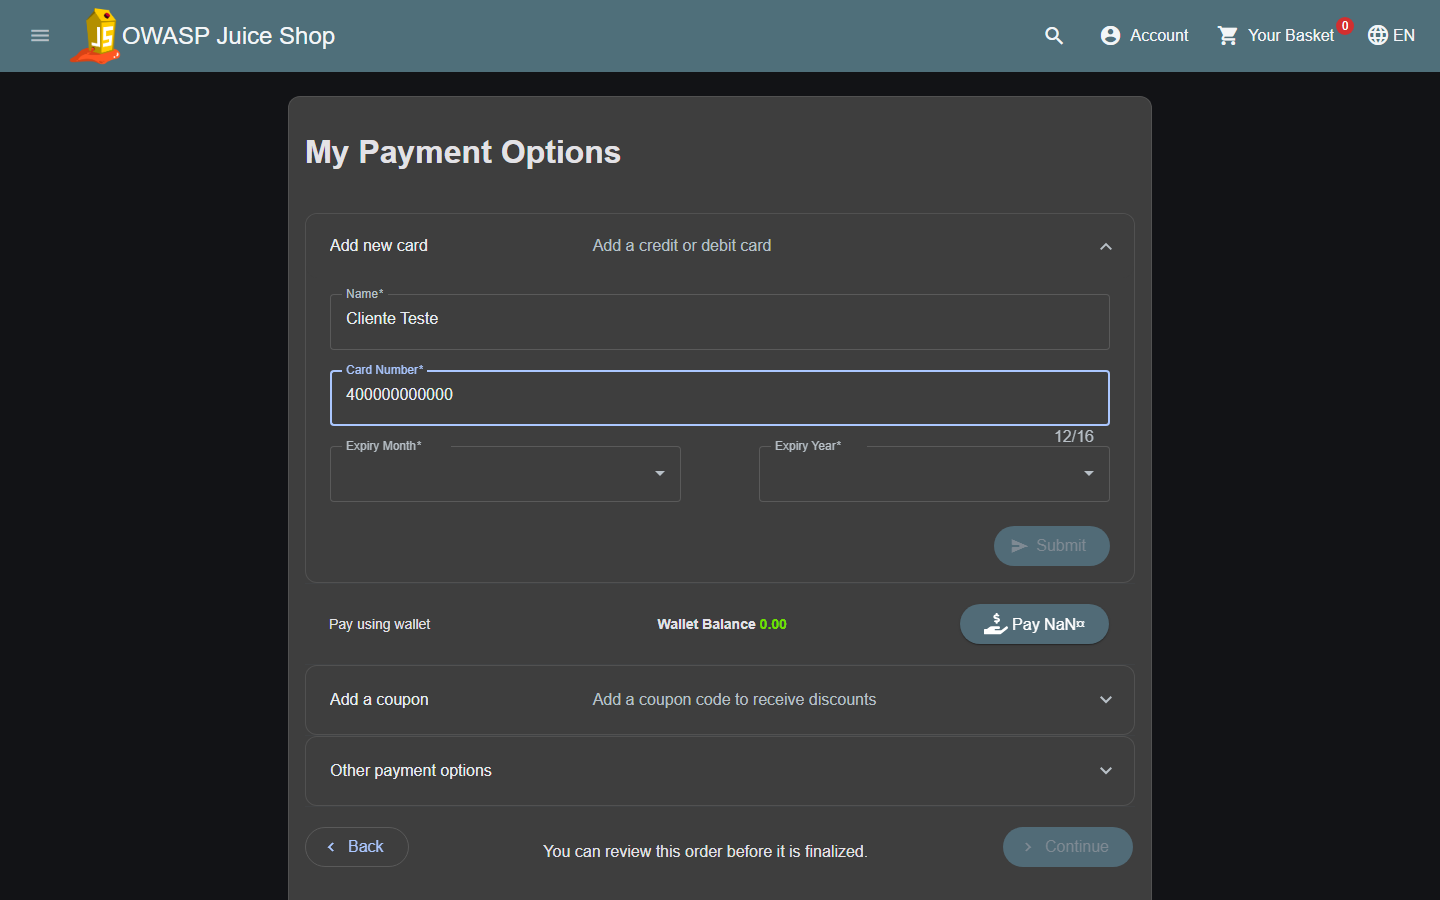 OWASP Juice Shop
Account
Your Basket 0
EN
My Payment Options
Add new card Add a credit or debit card
Name*
Cliente Teste
Card Number*
400000000000
12/16
Expiry Month* Expiry Year*
Submit
Pay using wallet Wallet Balance 0.00 Pay NaN¤
Add a coupon Add a coupon code to receive discounts
Other payment options
Back You can review this order before it is finalized. Continue